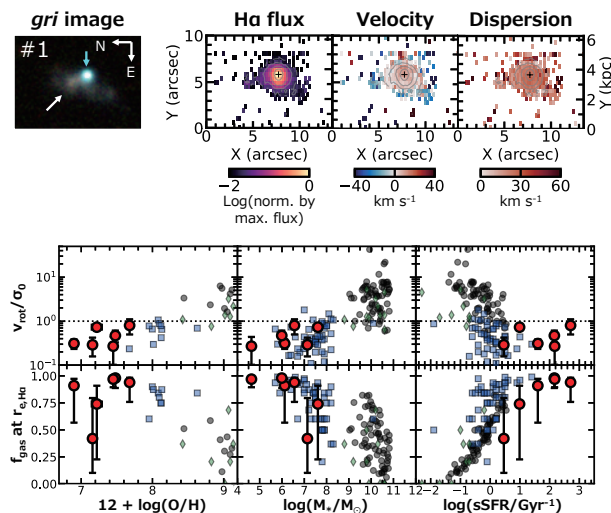 gri image
Hα flux
Velocity
Dispersion
#1
N
E
Y (arcsec)
10
5
0
0 5 10
0 5 10
0 5 10
X (arcsec)
X (arcsec)
X (arcsec)
6
4
2
0
Y (kpc)
−2 0
Log(norm. by
max. flux)
−40 0 40
km s⁻¹
0 30 60
km s⁻¹
v_rot/σ₀
10¹
10⁰
10⁻¹
f_gas at r_e,Hα
1.00
0.75
0.50
0.25
0.00
7 8 9
12 + log(O/H)
4 5 6 7 8 9 10 11
log(M*/M⊙)
−2 −1 0 1 2 3
log(sSFR/Gyr⁻¹)